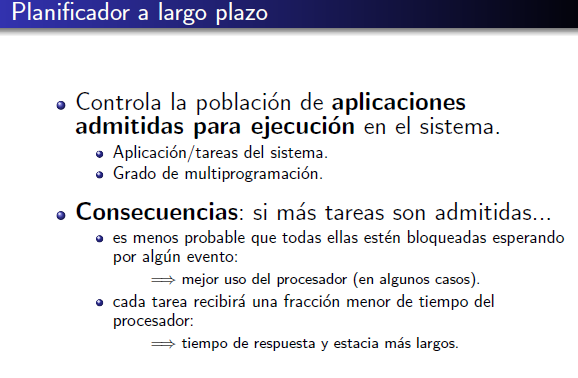 Planificador a largo plazo
Controla la población de aplicaciones
admitidas para ejecución en el sistema.
Aplicación/tareas del sistema.
Grado de multiprogramación.
Consecuencias: si más tareas son admitidas...
es menos probable que todas ellas estén bloqueadas esperando
por algún evento:
⟹ mejor uso del procesador (en algunos casos).
cada tarea recibirá una fracción menor de tiempo del
procesador:
⟹ tiempo de respuesta y estacia más largos.